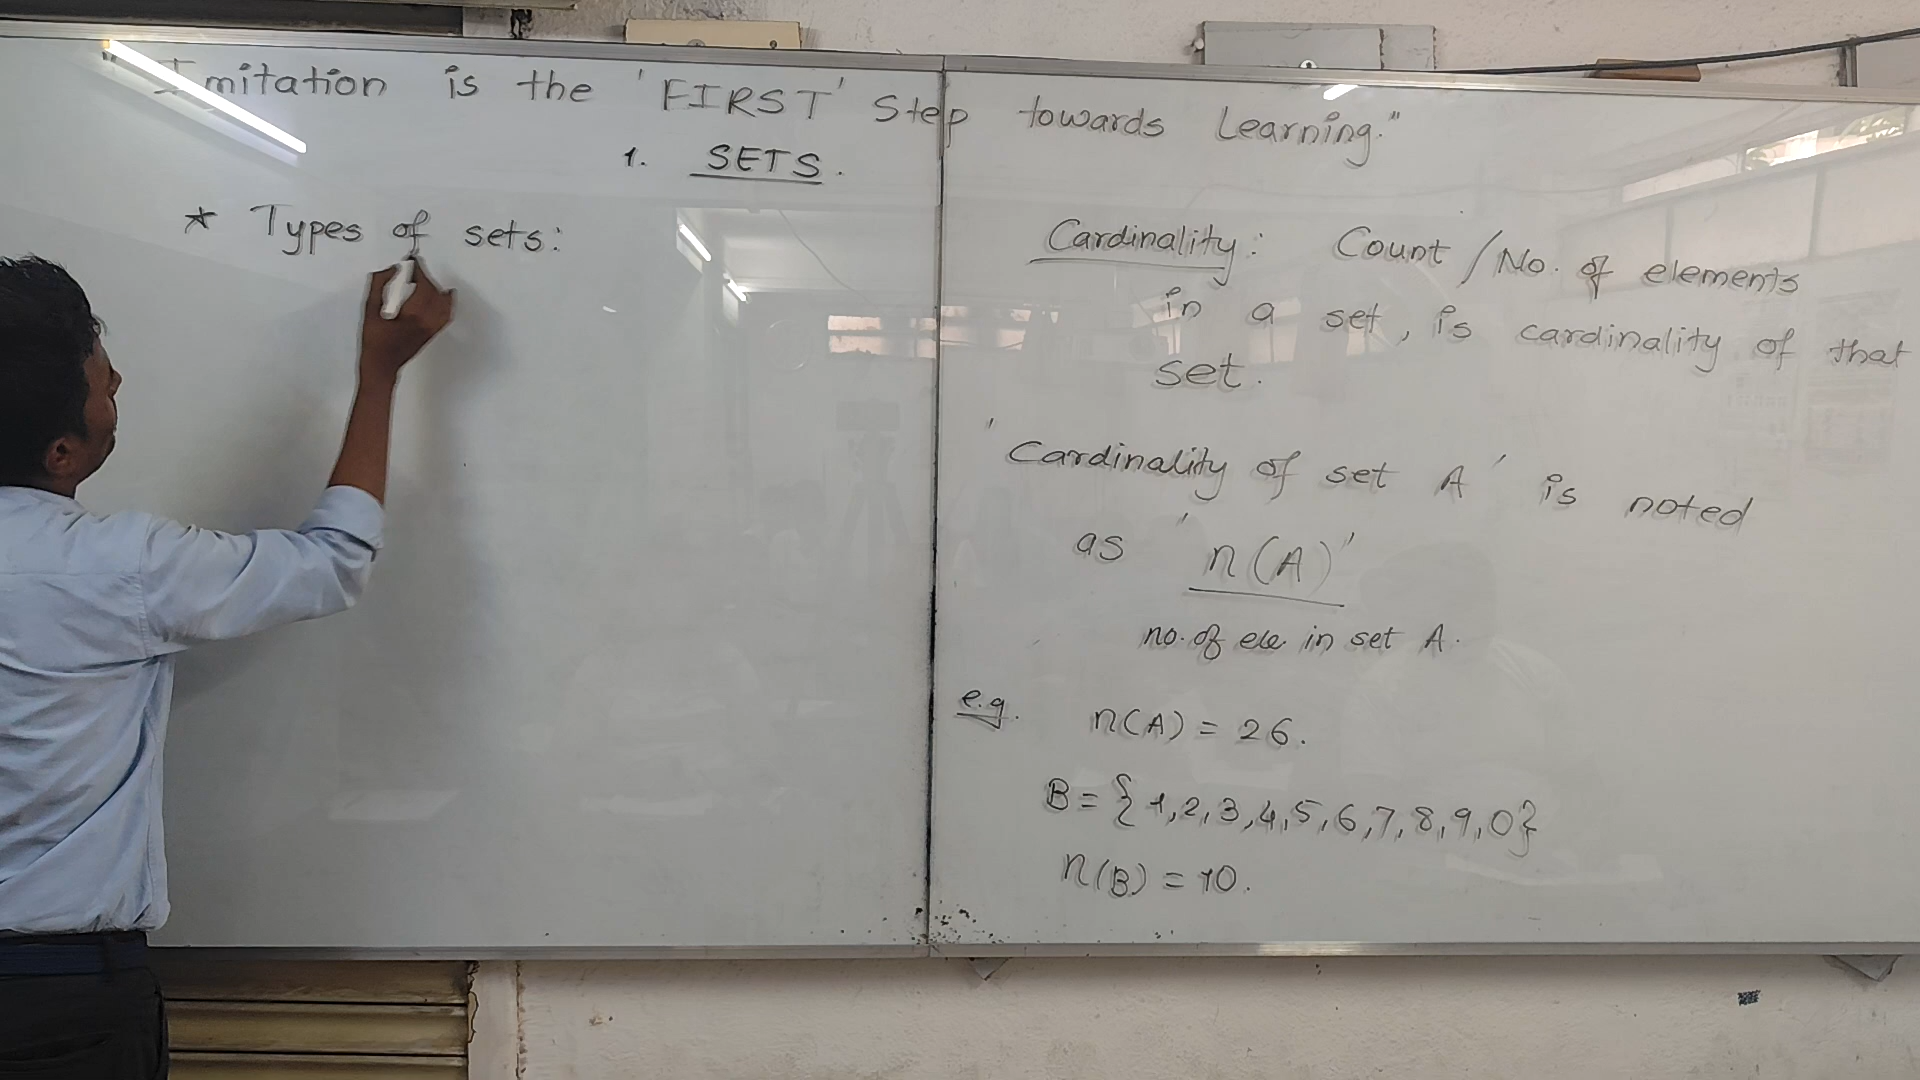 "Imitation is the 'FIRST' Step towards Learning."
1. SETS.
* Types of sets:
Cardinality: Count / No. of elements
in a set, is cardinality of that
set.
'Cardinality of set A' is noted
as 'n(A)'
no. of ele in set A.
e.g. n(A) = 26.
B = {1,2,3,4,5,6,7,8,9,0}
n(B) = 10.